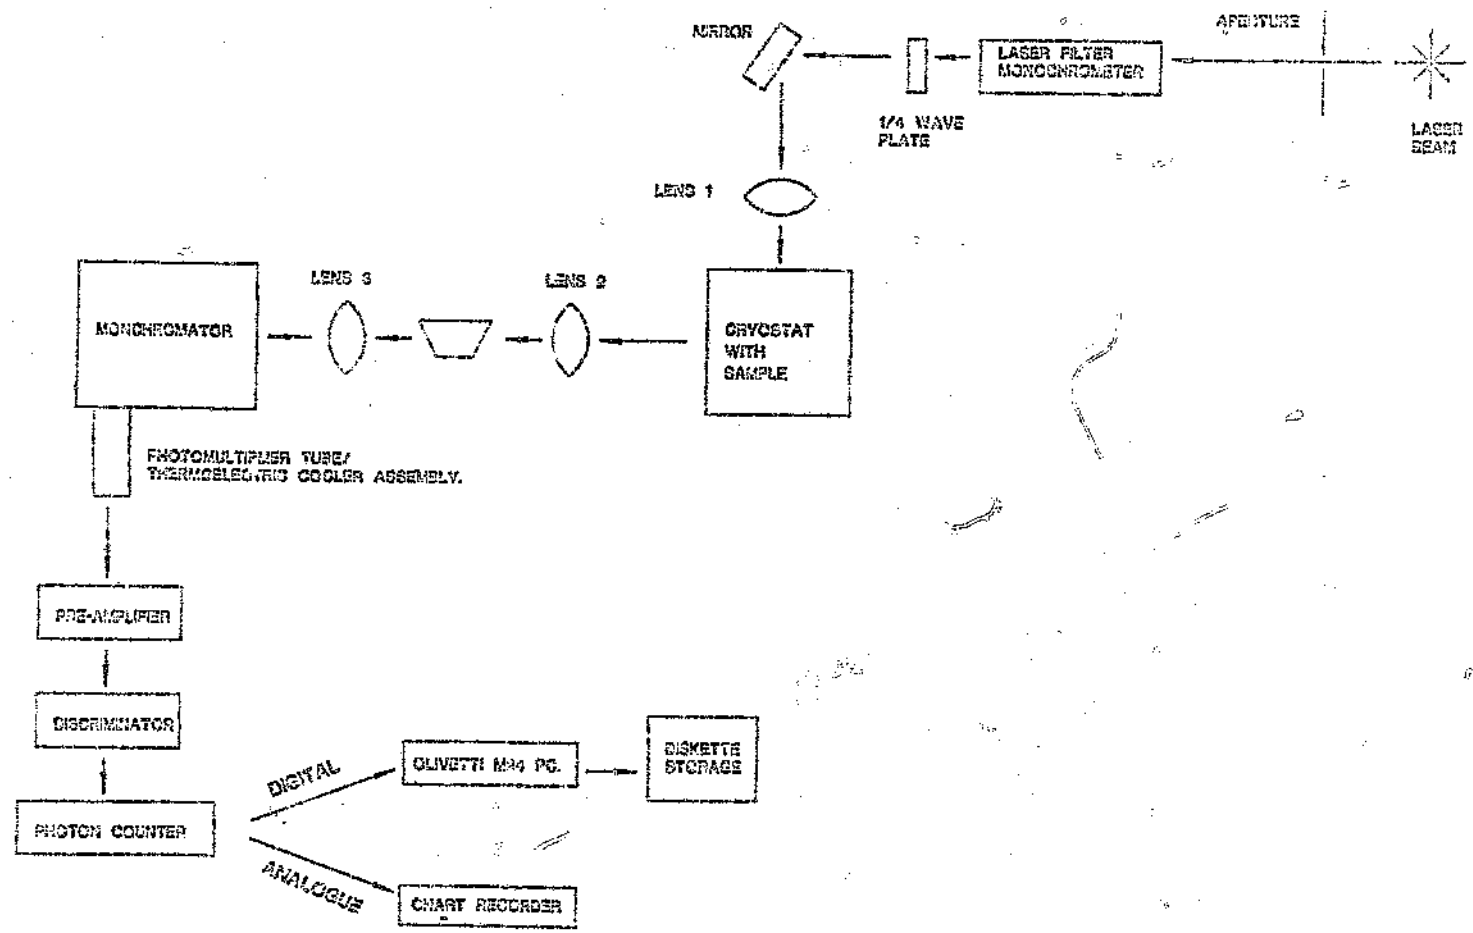 MIRROR
LASER FILTER
MONOCHROMETER
APERTURE
1/4 WAVE
PLATE
LASER
BEAM
LENS 1
LENS 3
LENS 2
MONOCHROMATOR
CRYOSTAT
WITH
SAMPLE
PHOTOMULTIPLIER TUBE/
THERMOELECTRIC COOLER ASSEMBLY.
PRE-AMPLIFIER
DISCRIMINATOR
PHOTON COUNTER
DIGITAL
ANALOGUE
OLIVETTI M24 PC.
DISKETTE
STORAGE
CHART RECORDER